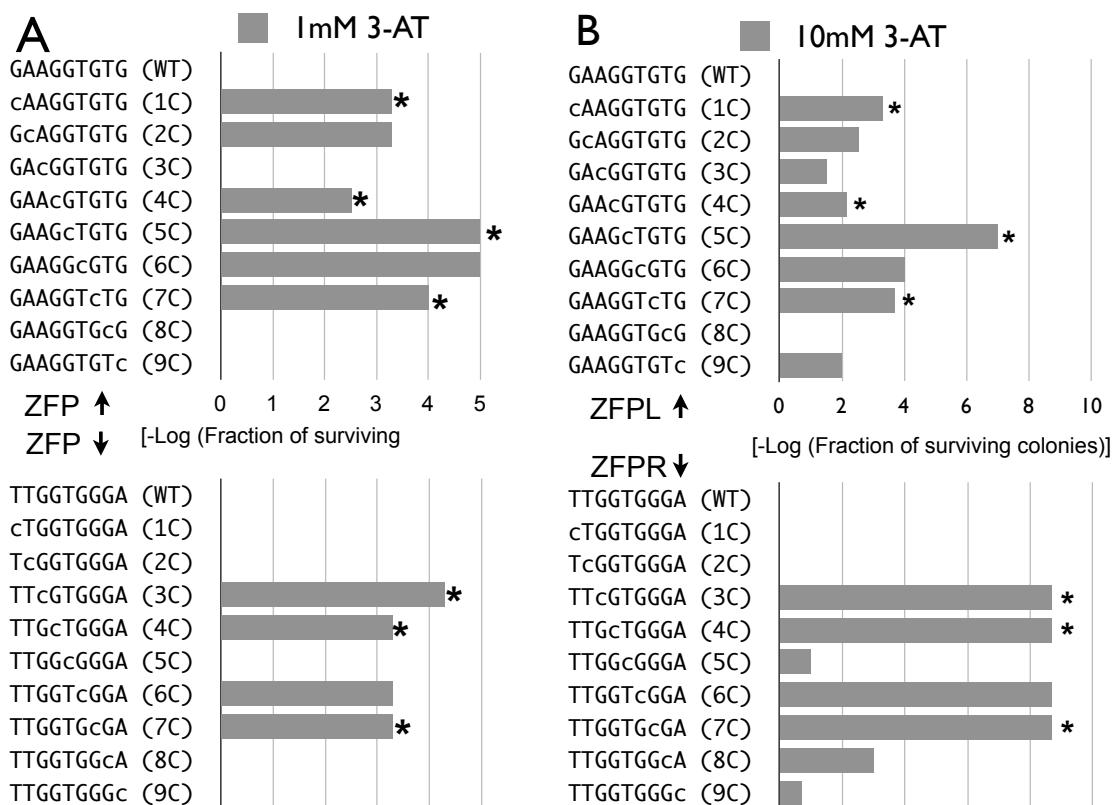 A
1mM 3-AT
GAAGGTGTG (WT)
cAAGGTGTG (1C) *
GcAGGTGTG (2C)
GAcGGTGTG (3C)
GAAcGTGTG (4C) *
GAAGcTGTG (5C) *
GAAGGcGTG (6C)
GAAGGTcTG (7C) *
GAAGGTGcG (8C)
GAAGGTGTc (9C)
0 1 2 3 4 5
ZFP ↑
[-Log (Fraction of surviving
ZFP ↓
TTGGTGGGA (WT)
cTGGTGGGA (1C)
TcGGTGGGA (2C)
TTcGTGGGA (3C) *
TTGcTGGGA (4C) *
TTGGcGGGA (5C)
TTGGTcGGA (6C)
TTGGTGcGA (7C) *
TTGGTGGcA (8C)
TTGGTGGGc (9C)
B
10mM 3-AT
GAAGGTGTG (WT)
cAAGGTGTG (1C) *
GcAGGTGTG (2C)
GAcGGTGTG (3C)
GAAcGTGTG (4C) *
GAAGcTGTG (5C) *
GAAGGcGTG (6C)
GAAGGTcTG (7C) *
GAAGGTGcG (8C)
GAAGGTGTc (9C)
0 2 4 6 8 10
ZFPL ↑
[-Log (Fraction of surviving colonies)]
ZFPR ↓
TTGGTGGGA (WT)
cTGGTGGGA (1C)
TcGGTGGGA (2C)
TTcGTGGGA (3C) *
TTGcTGGGA (4C) *
TTGGcGGGA (5C)
TTGGTcGGA (6C)
TTGGTGcGA (7C) *
TTGGTGGcA (8C)
TTGGTGGGc (9C)